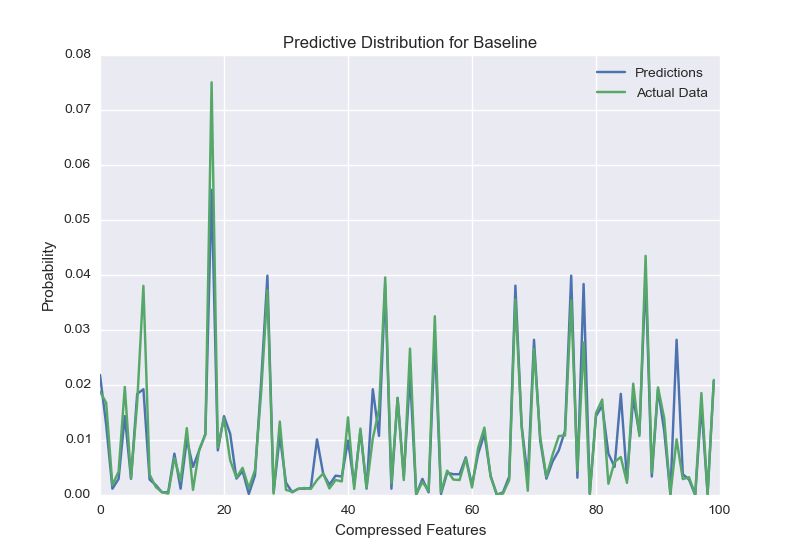 Predictive Distribution for Baseline
0.08
0.07
0.06
0.05
0.04
0.03
0.02
0.01
0.00
Probability
Predictions
Actual Data
0 20 40 60 80 100
Compressed Features